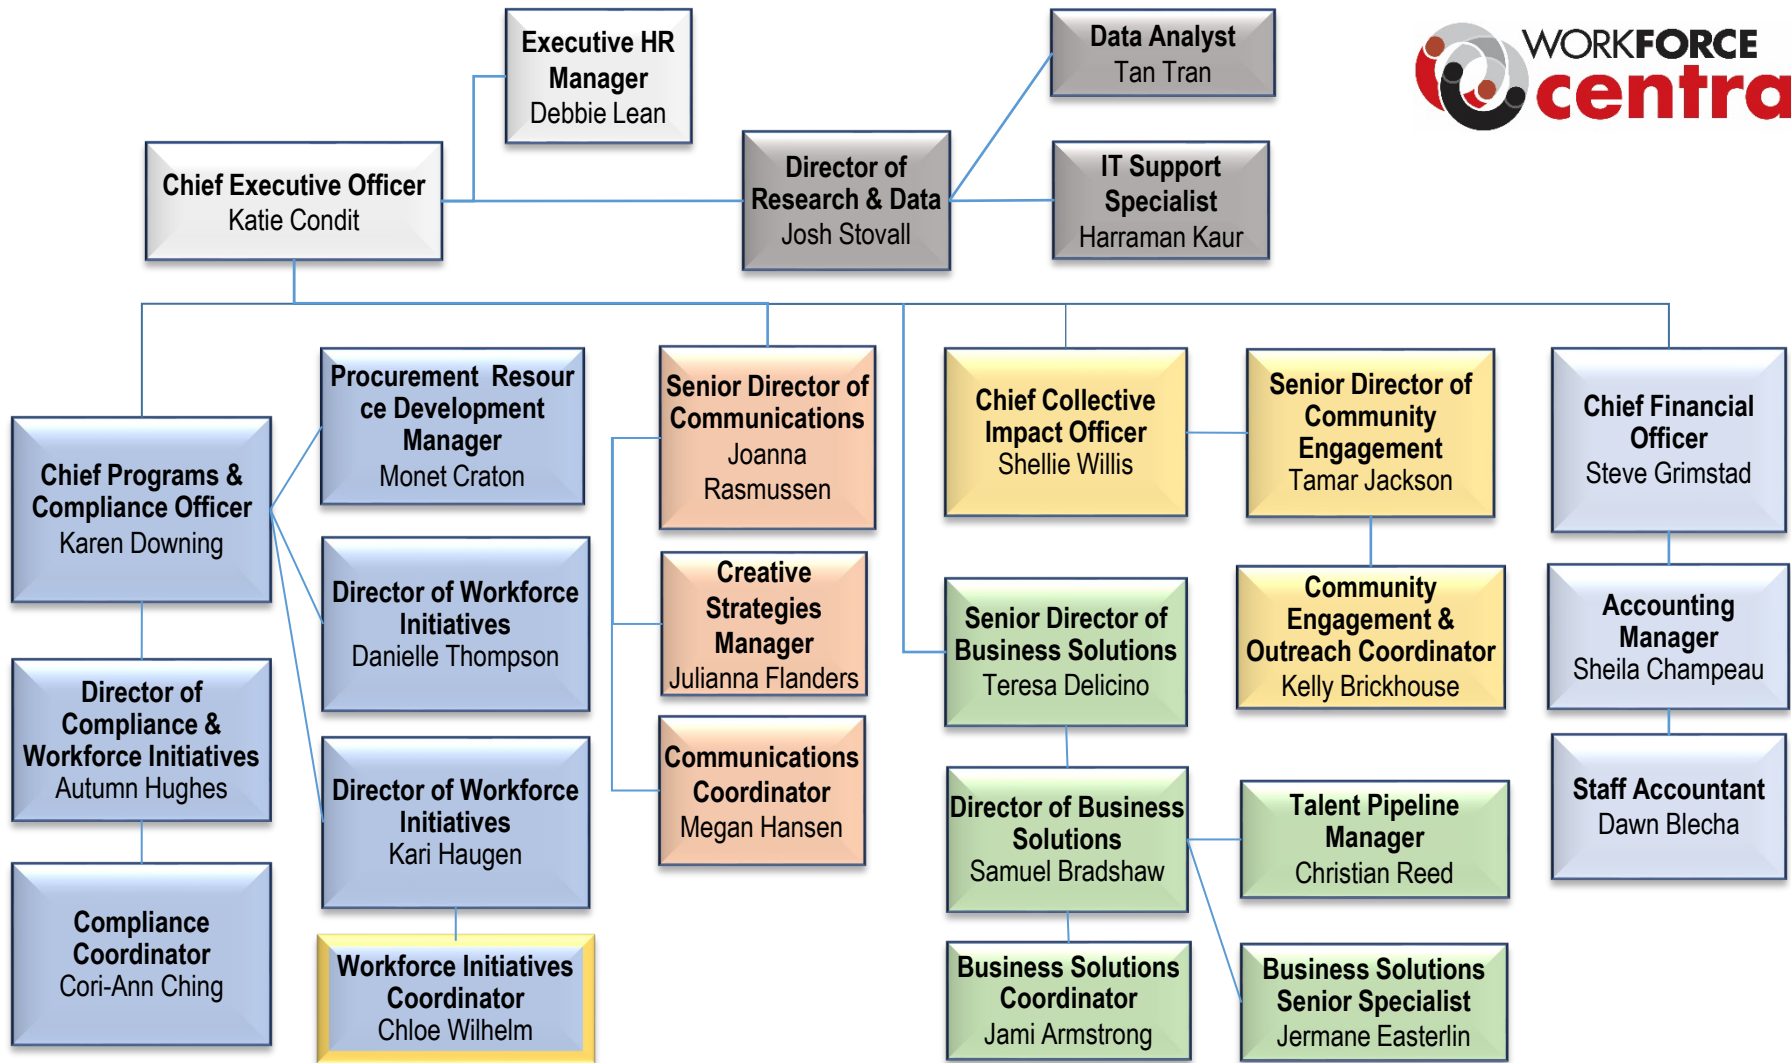 Executive HR
Manager
Debbie Lean
Data Analyst
Tan Tran
WORKFORCE
centra
Chief Executive Officer
Katie Condit
Director of
Research & Data
Josh Stovall
IT Support
Specialist
Harraman Kaur
Chief Programs &
Compliance Officer
Karen Downing
Director of
Compliance &
Workforce Initiatives
Autumn Hughes
Compliance
Coordinator
Cori-Ann Ching
Procurement Resour
ce Development
Manager
Monet Craton
Director of Workforce
Initiatives
Danielle Thompson
Director of Workforce
Initiatives
Kari Haugen
Workforce Initiatives
Coordinator
Chloe Wilhelm
Senior Director of
Communications
Joanna
Rasmussen
Creative
Strategies
Manager
Julianna Flanders
Communications
Coordinator
Megan Hansen
Chief Collective
Impact Officer
Shellie Willis
Senior Director of
Community
Engagement
Tamar Jackson
Community
Engagement &
Outreach Coordinator
Kelly Brickhouse
Senior Director of
Business Solutions
Teresa Delicino
Director of Business
Solutions
Samuel Bradshaw
Talent Pipeline
Manager
Christian Reed
Business Solutions
Coordinator
Jami Armstrong
Business Solutions
Senior Specialist
Jermane Easterlin
Chief Financial
Officer
Steve Grimstad
Accounting
Manager
Sheila Champeau
Staff Accountant
Dawn Blecha